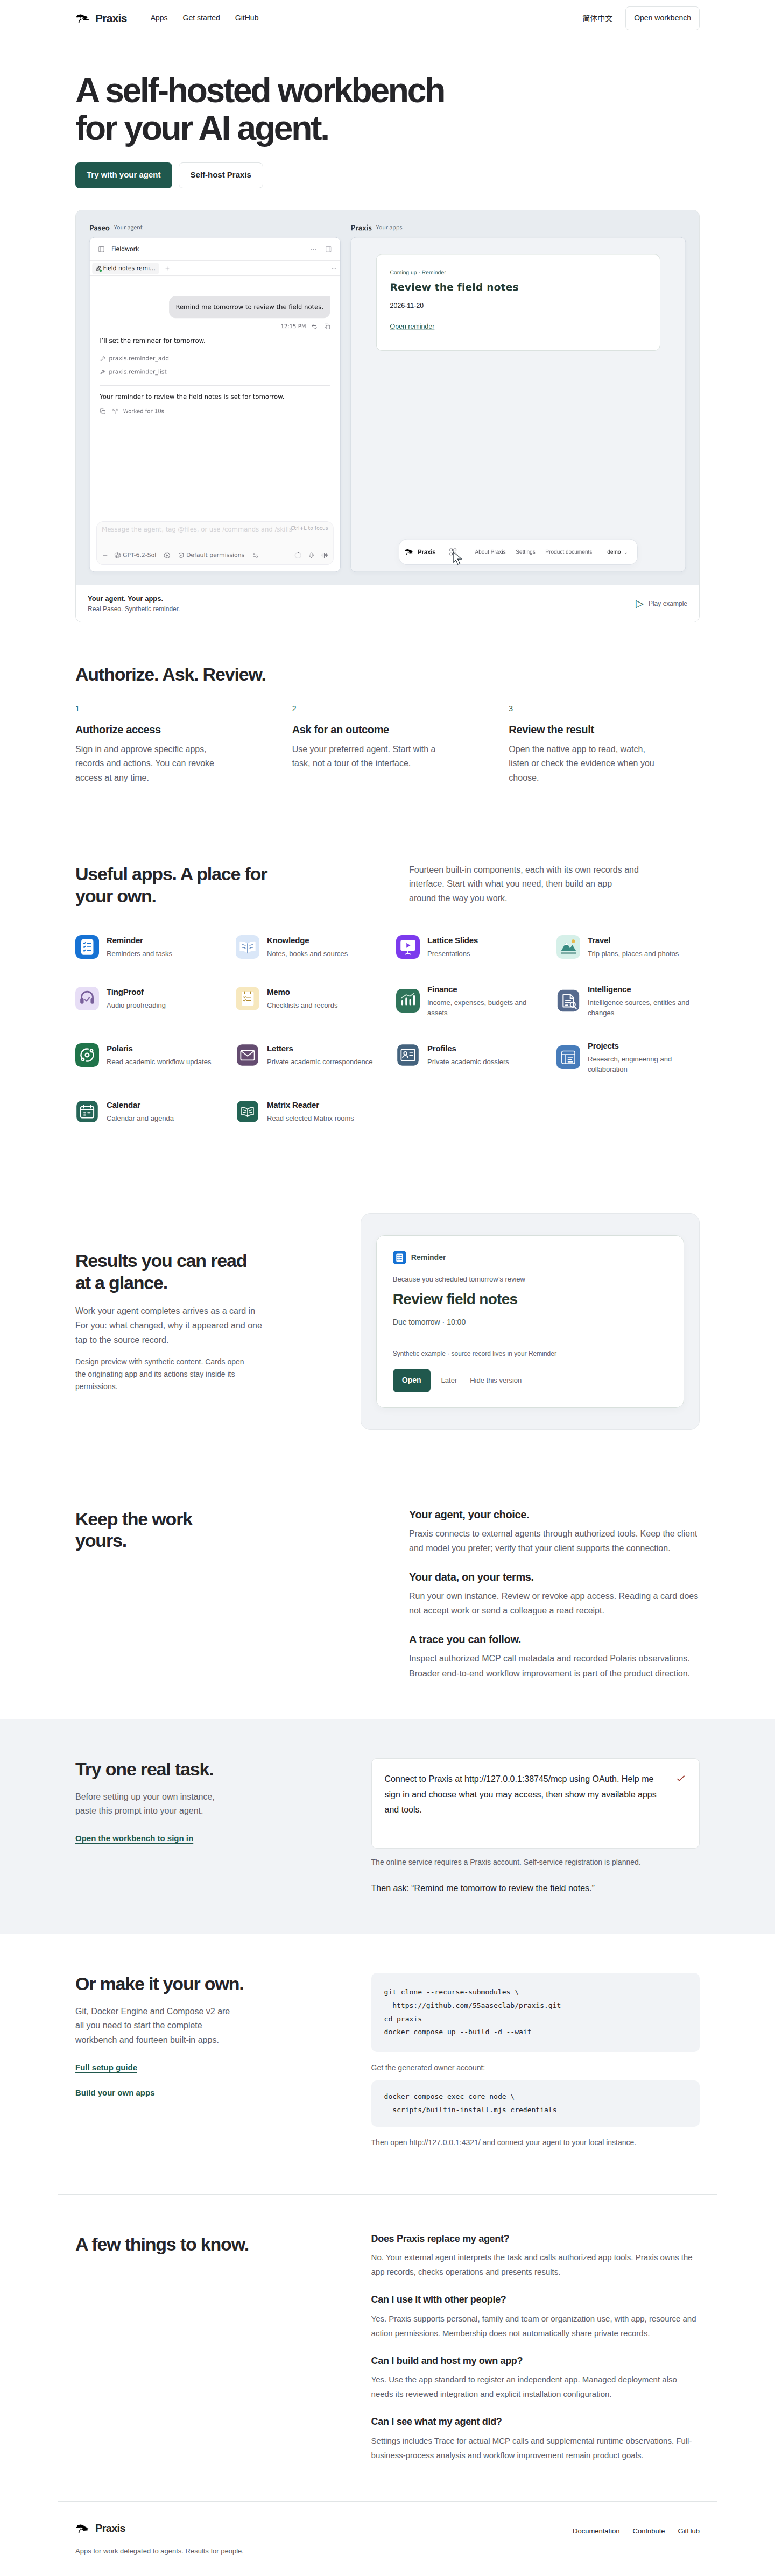 Praxis
Apps
Get started
GitHub
简体中文
Open workbench
A self-hosted workbench
for your AI agent.
Try with your agent
Self-host Praxis
Paseo Your agent
Fieldwork
Field notes remi...
Remind me tomorrow to review the field notes.
12:15 PM
I'll set the reminder for tomorrow.
praxis.reminder_add
praxis.reminder_list
Your reminder to review the field notes is set for tomorrow.
Worked for 10s
Message the agent, tag @files, or use /commands and /skills
Ctrl+L to focus
GPT-6.2-Sol
Default permissions
Praxis Your apps
Coming up · Reminder
Review the field notes
2026-11-20
Open reminder
Praxis
About Praxis
Settings
Product documents
demo
Your agent. Your apps.
Real Paseo. Synthetic reminder.
Play example
Authorize. Ask. Review.
1
Authorize access
Sign in and approve specific apps,
records and actions. You can revoke
access at any time.
2
Ask for an outcome
Use your preferred agent. Start with a
task, not a tour of the interface.
3
Review the result
Open the native app to read, watch,
listen or check the evidence when you
choose.
Useful apps. A place for
your own.
Fourteen built-in components, each with its own records and
interface. Start with what you need, then build an app
around the way you work.
Reminder
Reminders and tasks
Knowledge
Notes, books and sources
Lattice Slides
Presentations
Travel
Trip plans, places and photos
TingProof
Audio proofreading
Memo
Checklists and records
Finance
Income, expenses, budgets and
assets
Intelligence
Intelligence sources, entities and
changes
Polaris
Read academic workflow updates
Letters
Private academic correspondence
Profiles
Private academic dossiers
Projects
Research, engineering and
collaboration
Calendar
Calendar and agenda
Matrix Reader
Read selected Matrix rooms
Results you can read
at a glance.
Work your agent completes arrives as a card in
For you: what changed, why it appeared and one
tap to the source record.
Design preview with synthetic content. Cards open
the originating app and its actions stay inside its
permissions.
Reminder
Because you scheduled tomorrow's review
Review field notes
Due tomorrow · 10:00
Synthetic example · source record lives in your Reminder
Open
Later
Hide this version
Keep the work
yours.
Your agent, your choice.
Praxis connects to external agents through authorized tools. Keep the client
and model you prefer; verify that your client supports the connection.
Your data, on your terms.
Run your own instance. Review or revoke app access. Reading a card does
not accept work or send a colleague a read receipt.
A trace you can follow.
Inspect authorized MCP call metadata and recorded Polaris observations.
Broader end-to-end workflow improvement is part of the product direction.
Try one real task.
Before setting up your own instance,
paste this prompt into your agent.
Open the workbench to sign in
Connect to Praxis at http://127.0.0.1:38745/mcp using OAuth. Help me
sign in and choose what you may access, then show my available apps
and tools.
The online service requires a Praxis account. Self-service registration is planned.
Then ask: “Remind me tomorrow to review the field notes.”
Or make it your own.
Git, Docker Engine and Compose v2 are
all you need to start the complete
workbench and fourteen built-in apps.
Full setup guide
Build your own apps
git clone --recurse-submodules \
https://github.com/55aaseclab/praxis.git
cd praxis
docker compose up --build -d --wait
Get the generated owner account:
docker compose exec core node \
scripts/builtin-install.mjs credentials
Then open http://127.0.0.1:4321/ and connect your agent to your local instance.
A few things to know.
Does Praxis replace my agent?
No. Your external agent interprets the task and calls authorized app tools. Praxis owns the
app records, checks operations and presents results.
Can I use it with other people?
Yes. Praxis supports personal, family and team or organization use, with app, resource and
action permissions. Membership does not automatically share private records.
Can I build and host my own app?
Yes. Use the app standard to register an independent app. Managed deployment also
needs its reviewed integration and explicit installation configuration.
Can I see what my agent did?
Settings includes Trace for actual MCP calls and supplemental runtime observations. Full-
business-process analysis and workflow improvement remain product goals.
Praxis
Apps for work delegated to agents. Results for people.
Documentation
Contribute
GitHub